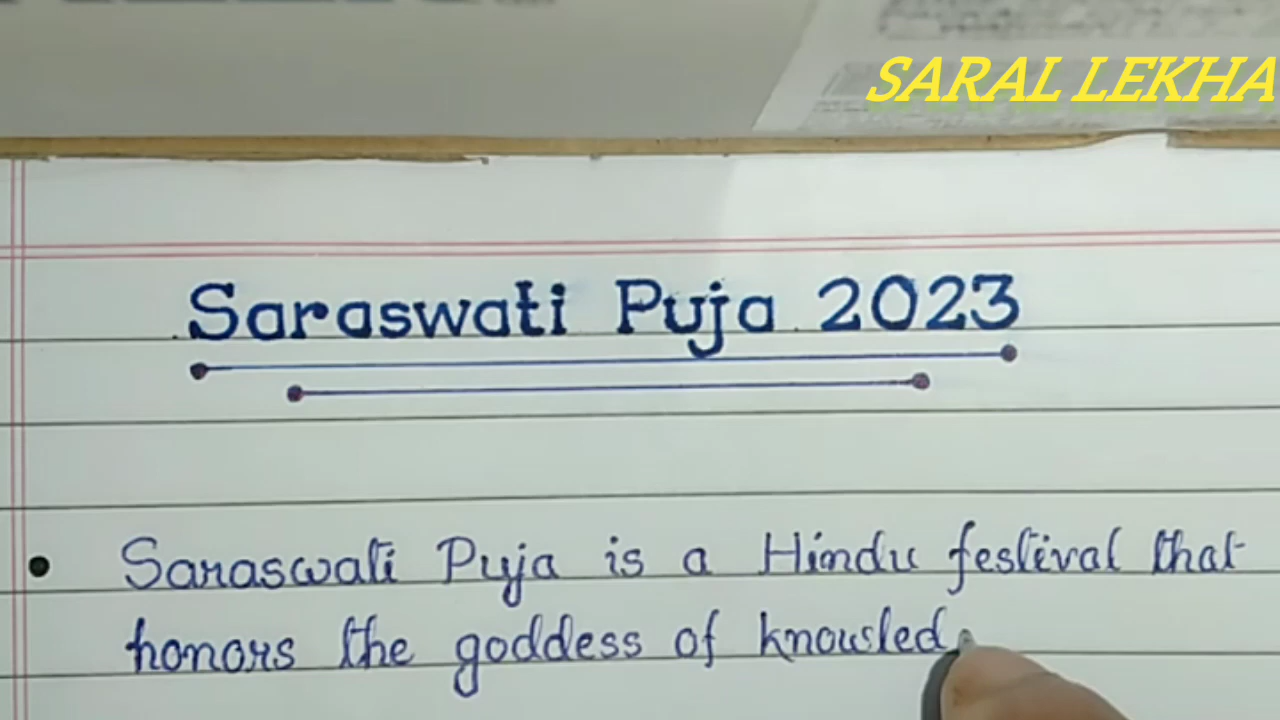 SARAL LEKHA
Saraswati Puja 2023
• Saraswati Puja is a Hindu festival that
honors the goddess of knowled